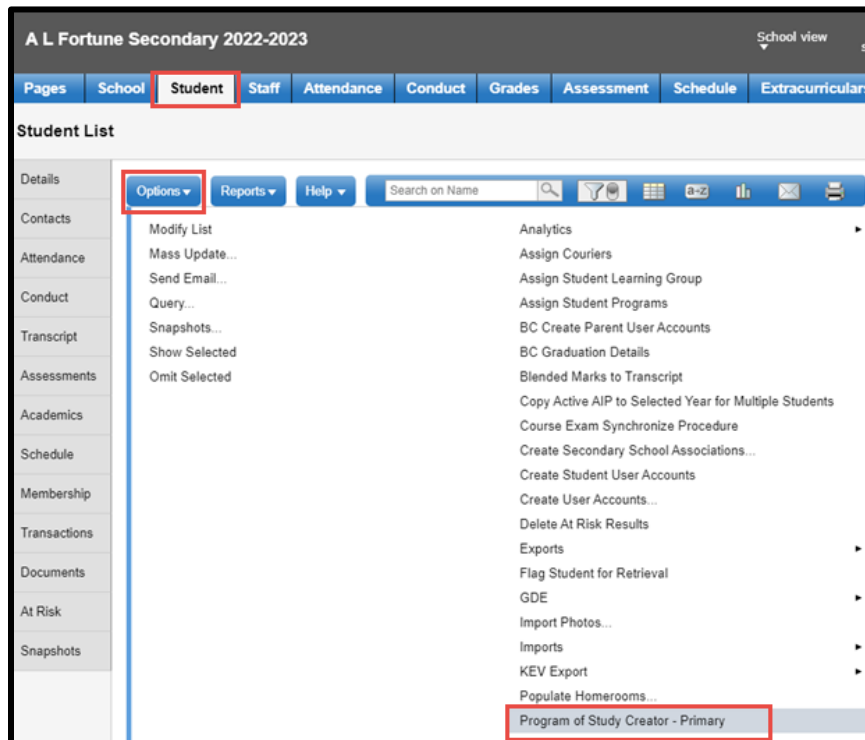 A L Fortune Secondary 2022-2023
School view
Pages School Student Staff Attendance Conduct Grades Assessment Schedule Extracurricular
Student List
Details
Contacts
Attendance
Conduct
Transcript
Assessments
Academics
Schedule
Membership
Transactions
Documents
At Risk
Snapshots
Options Reports Help Search on Name a-z
Modify List
Mass Update...
Send Email...
Query...
Snapshots...
Show Selected
Omit Selected
Analytics
Assign Couriers
Assign Student Learning Group
Assign Student Programs
BC Create Parent User Accounts
BC Graduation Details
Blended Marks to Transcript
Copy Active AIP to Selected Year for Multiple Students
Course Exam Synchronize Procedure
Create Secondary School Associations...
Create Student User Accounts
Create User Accounts...
Delete At Risk Results
Exports
Flag Student for Retrieval
GDE
Import Photos...
Imports
KEV Export
Populate Homerooms...
Program of Study Creator - Primary